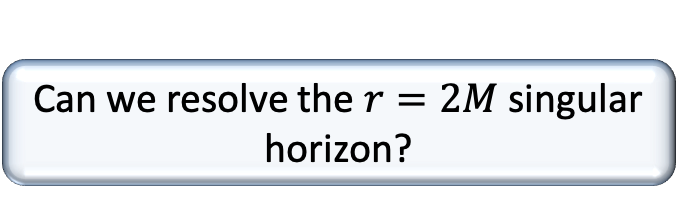 Can we resolve the r = 2M singular
horizon?